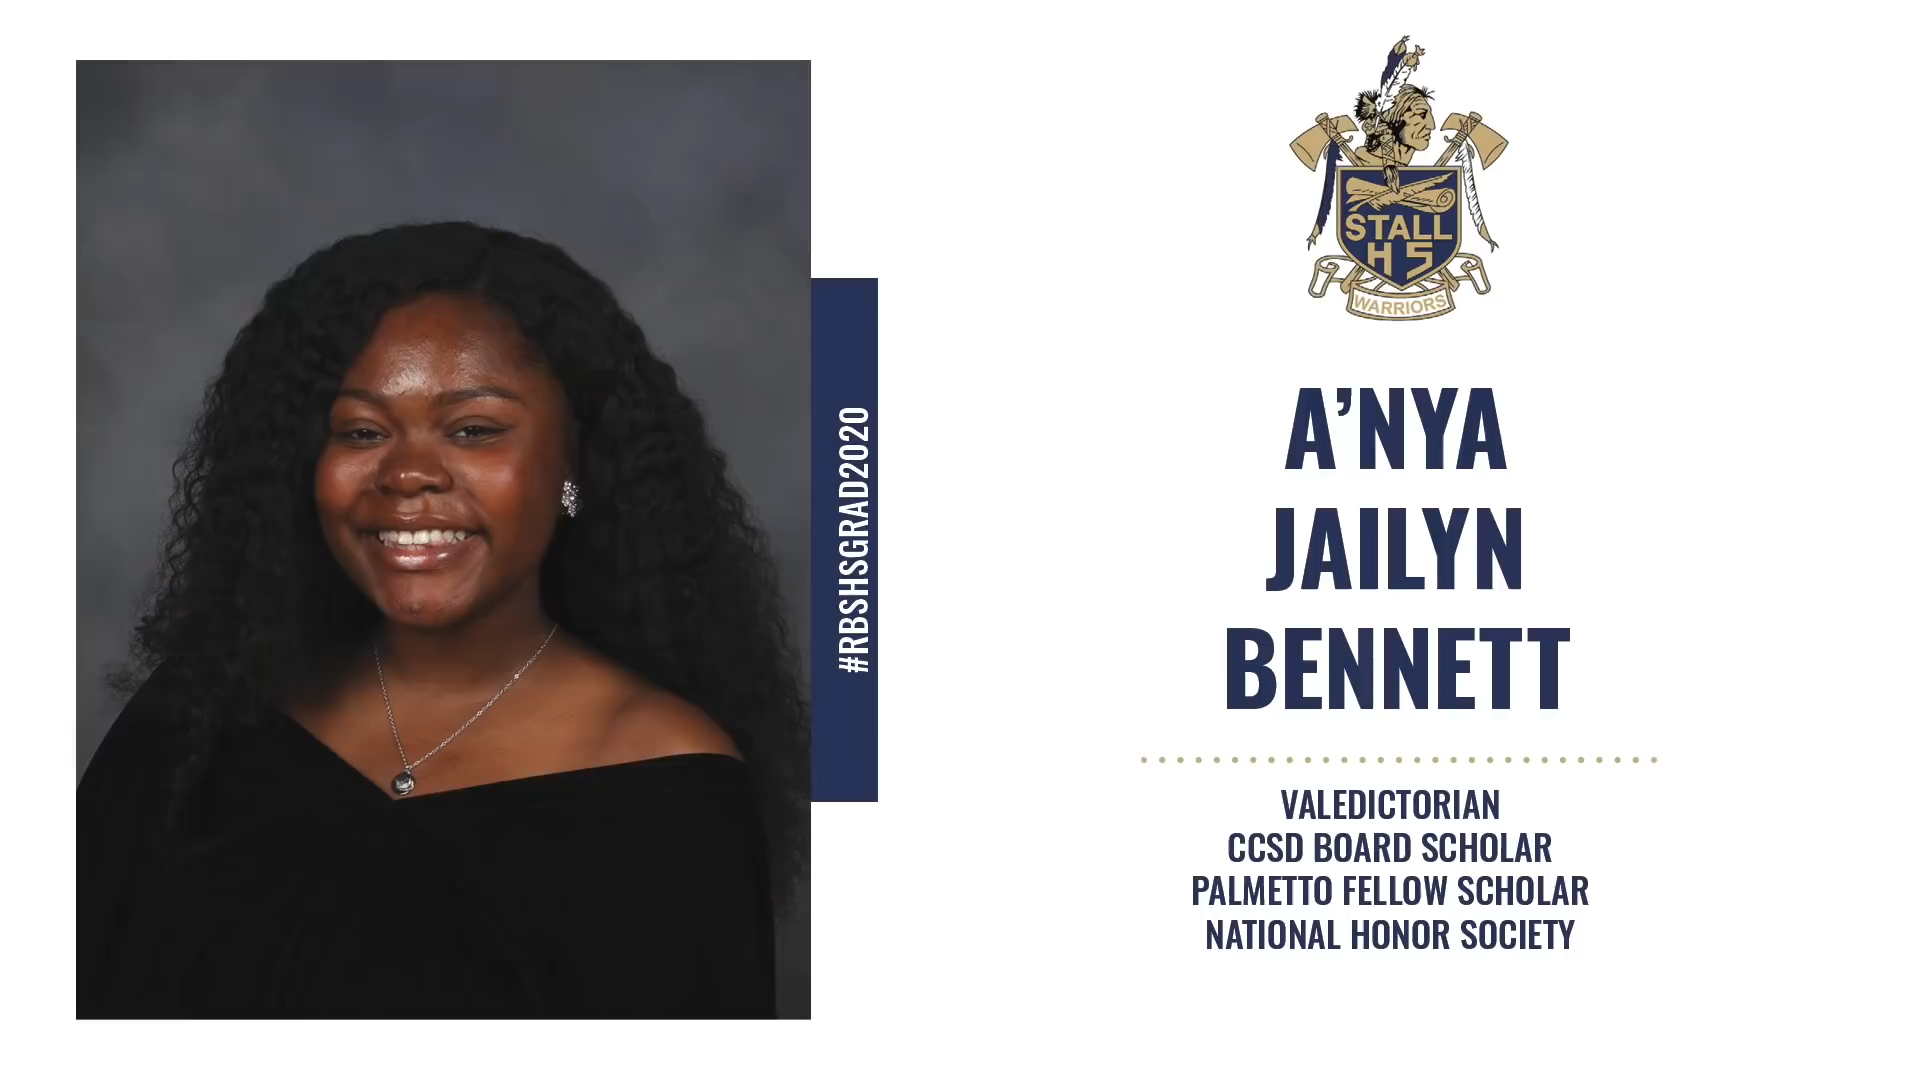 #RBSHSGRAD2020
STALL
HS
WARRIORS
A’NYA
JAILYN
BENNETT
VALEDICTORIAN
CCSD BOARD SCHOLAR
PALMETTO FELLOW SCHOLAR
NATIONAL HONOR SOCIETY